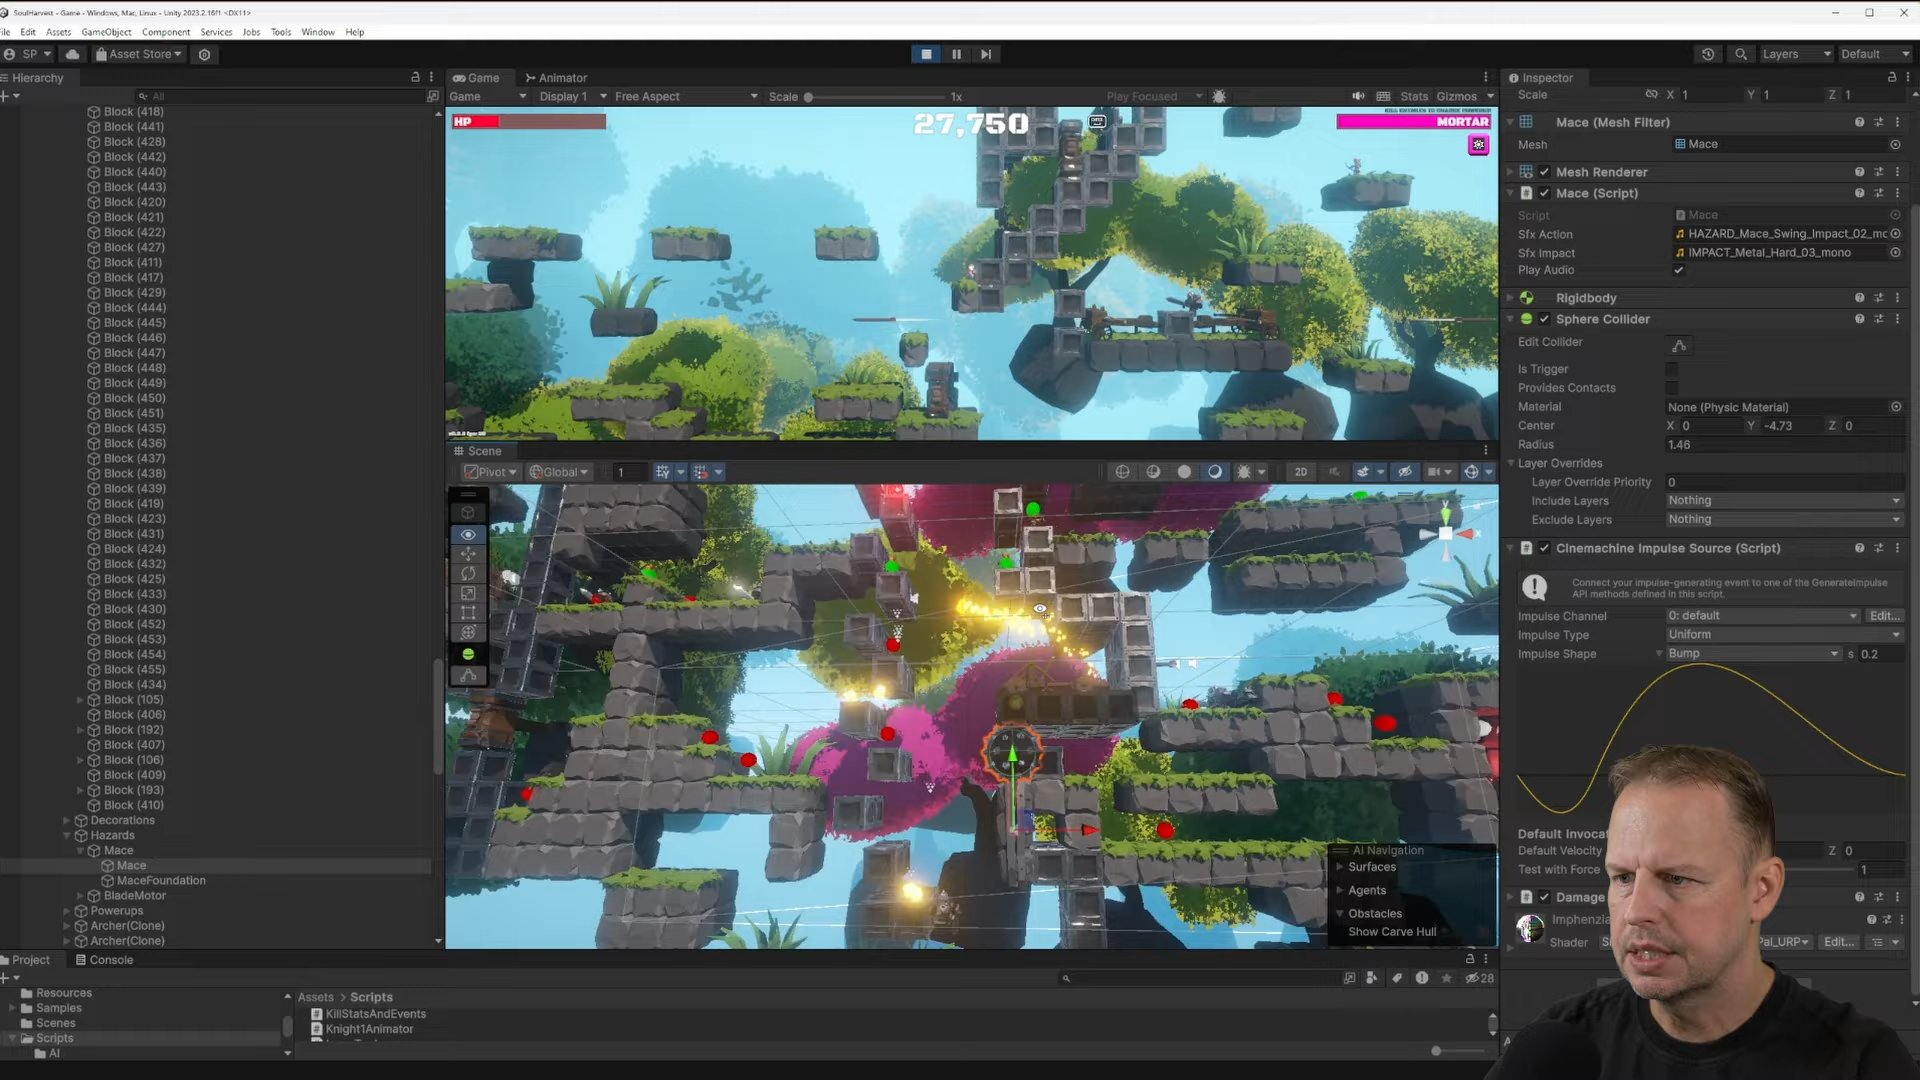 SoulHarvest - Game - Windows, Mac, Linux - Unity 2023.2.16f1 <DX11>
File Edit Assets GameObject Component Services Jobs Tools Window Help
SP Asset Store Layers Default
Hierarchy
All
Block (418)
Block (441)
Block (428)
Block (442)
Block (440)
Block (443)
Block (420)
Block (421)
Block (422)
Block (427)
Block (411)
Block (417)
Block (429)
Block (444)
Block (445)
Block (446)
Block (447)
Block (448)
Block (449)
Block (450)
Block (451)
Block (435)
Block (436)
Block (437)
Block (438)
Block (439)
Block (419)
Block (423)
Block (431)
Block (424)
Block (432)
Block (425)
Block (433)
Block (430)
Block (452)
Block (453)
Block (454)
Block (455)
Block (434)
Block (105)
Block (406)
Block (192)
Block (407)
Block (106)
Block (409)
Block (193)
Block (410)
Decorations
Hazards
Mace
Mace
MaceFoundation
BladeMotor
Powerups
Archer(Clone)
Archer(Clone)
Game Animator
Game Display 1 Free Aspect Scale 1x Play Focused Stats Gizmos
HP 27,750 MORTAR
Scene
Pivot Global 1 2D
AI Navigation
Surfaces
Agents
Obstacles
Show Carve Hull
Inspector
Scale X 1 Y 1 Z 1
Mace (Mesh Filter)
Mesh Mace
Mesh Renderer
Mace (Script)
Script Mace
Sfx Action HAZARD_Mace_Swing_Impact_02_mo
Sfx Impact IMPACT_Metal_Hard_03_mono
Play Audio
Rigidbody
Sphere Collider
Edit Collider
Is Trigger
Provides Contacts
Material None (Physic Material)
Center X 0 Y -4.73 Z 0
Radius 1.46
Layer Overrides
Layer Override Priority 0
Include Layers Nothing
Exclude Layers Nothing
Cinemachine Impulse Source (Script)
Connect your impulse-generating event to one of the GenerateImpulse
API methods defined in this script.
Impulse Channel 0: default Edit...
Impulse Type Uniform
Impulse Shape Bump s 0.2
Default Invocat
Default Velocity Z 0
Test with Force 1
Damage
Imphenzia
Shader Pal_URP Edit...
Project Console
28
Resources
Samples
Scenes
Scripts
AI
Assets > Scripts
KillStatsAndEvents
Knight1Animator